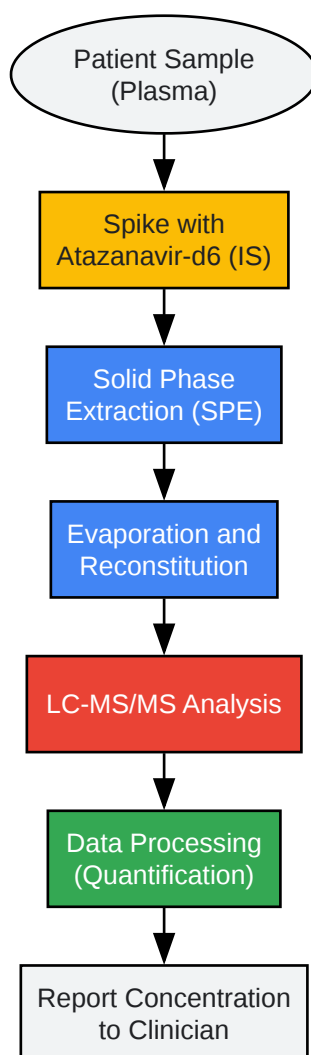 Patient Sample
(Plasma)
Spike with
Atazanavir-d6 (IS)
Solid Phase
Extraction (SPE)
Evaporation and
Reconstitution
LC-MS/MS Analysis
Data Processing
(Quantification)
Report Concentration
to Clinician